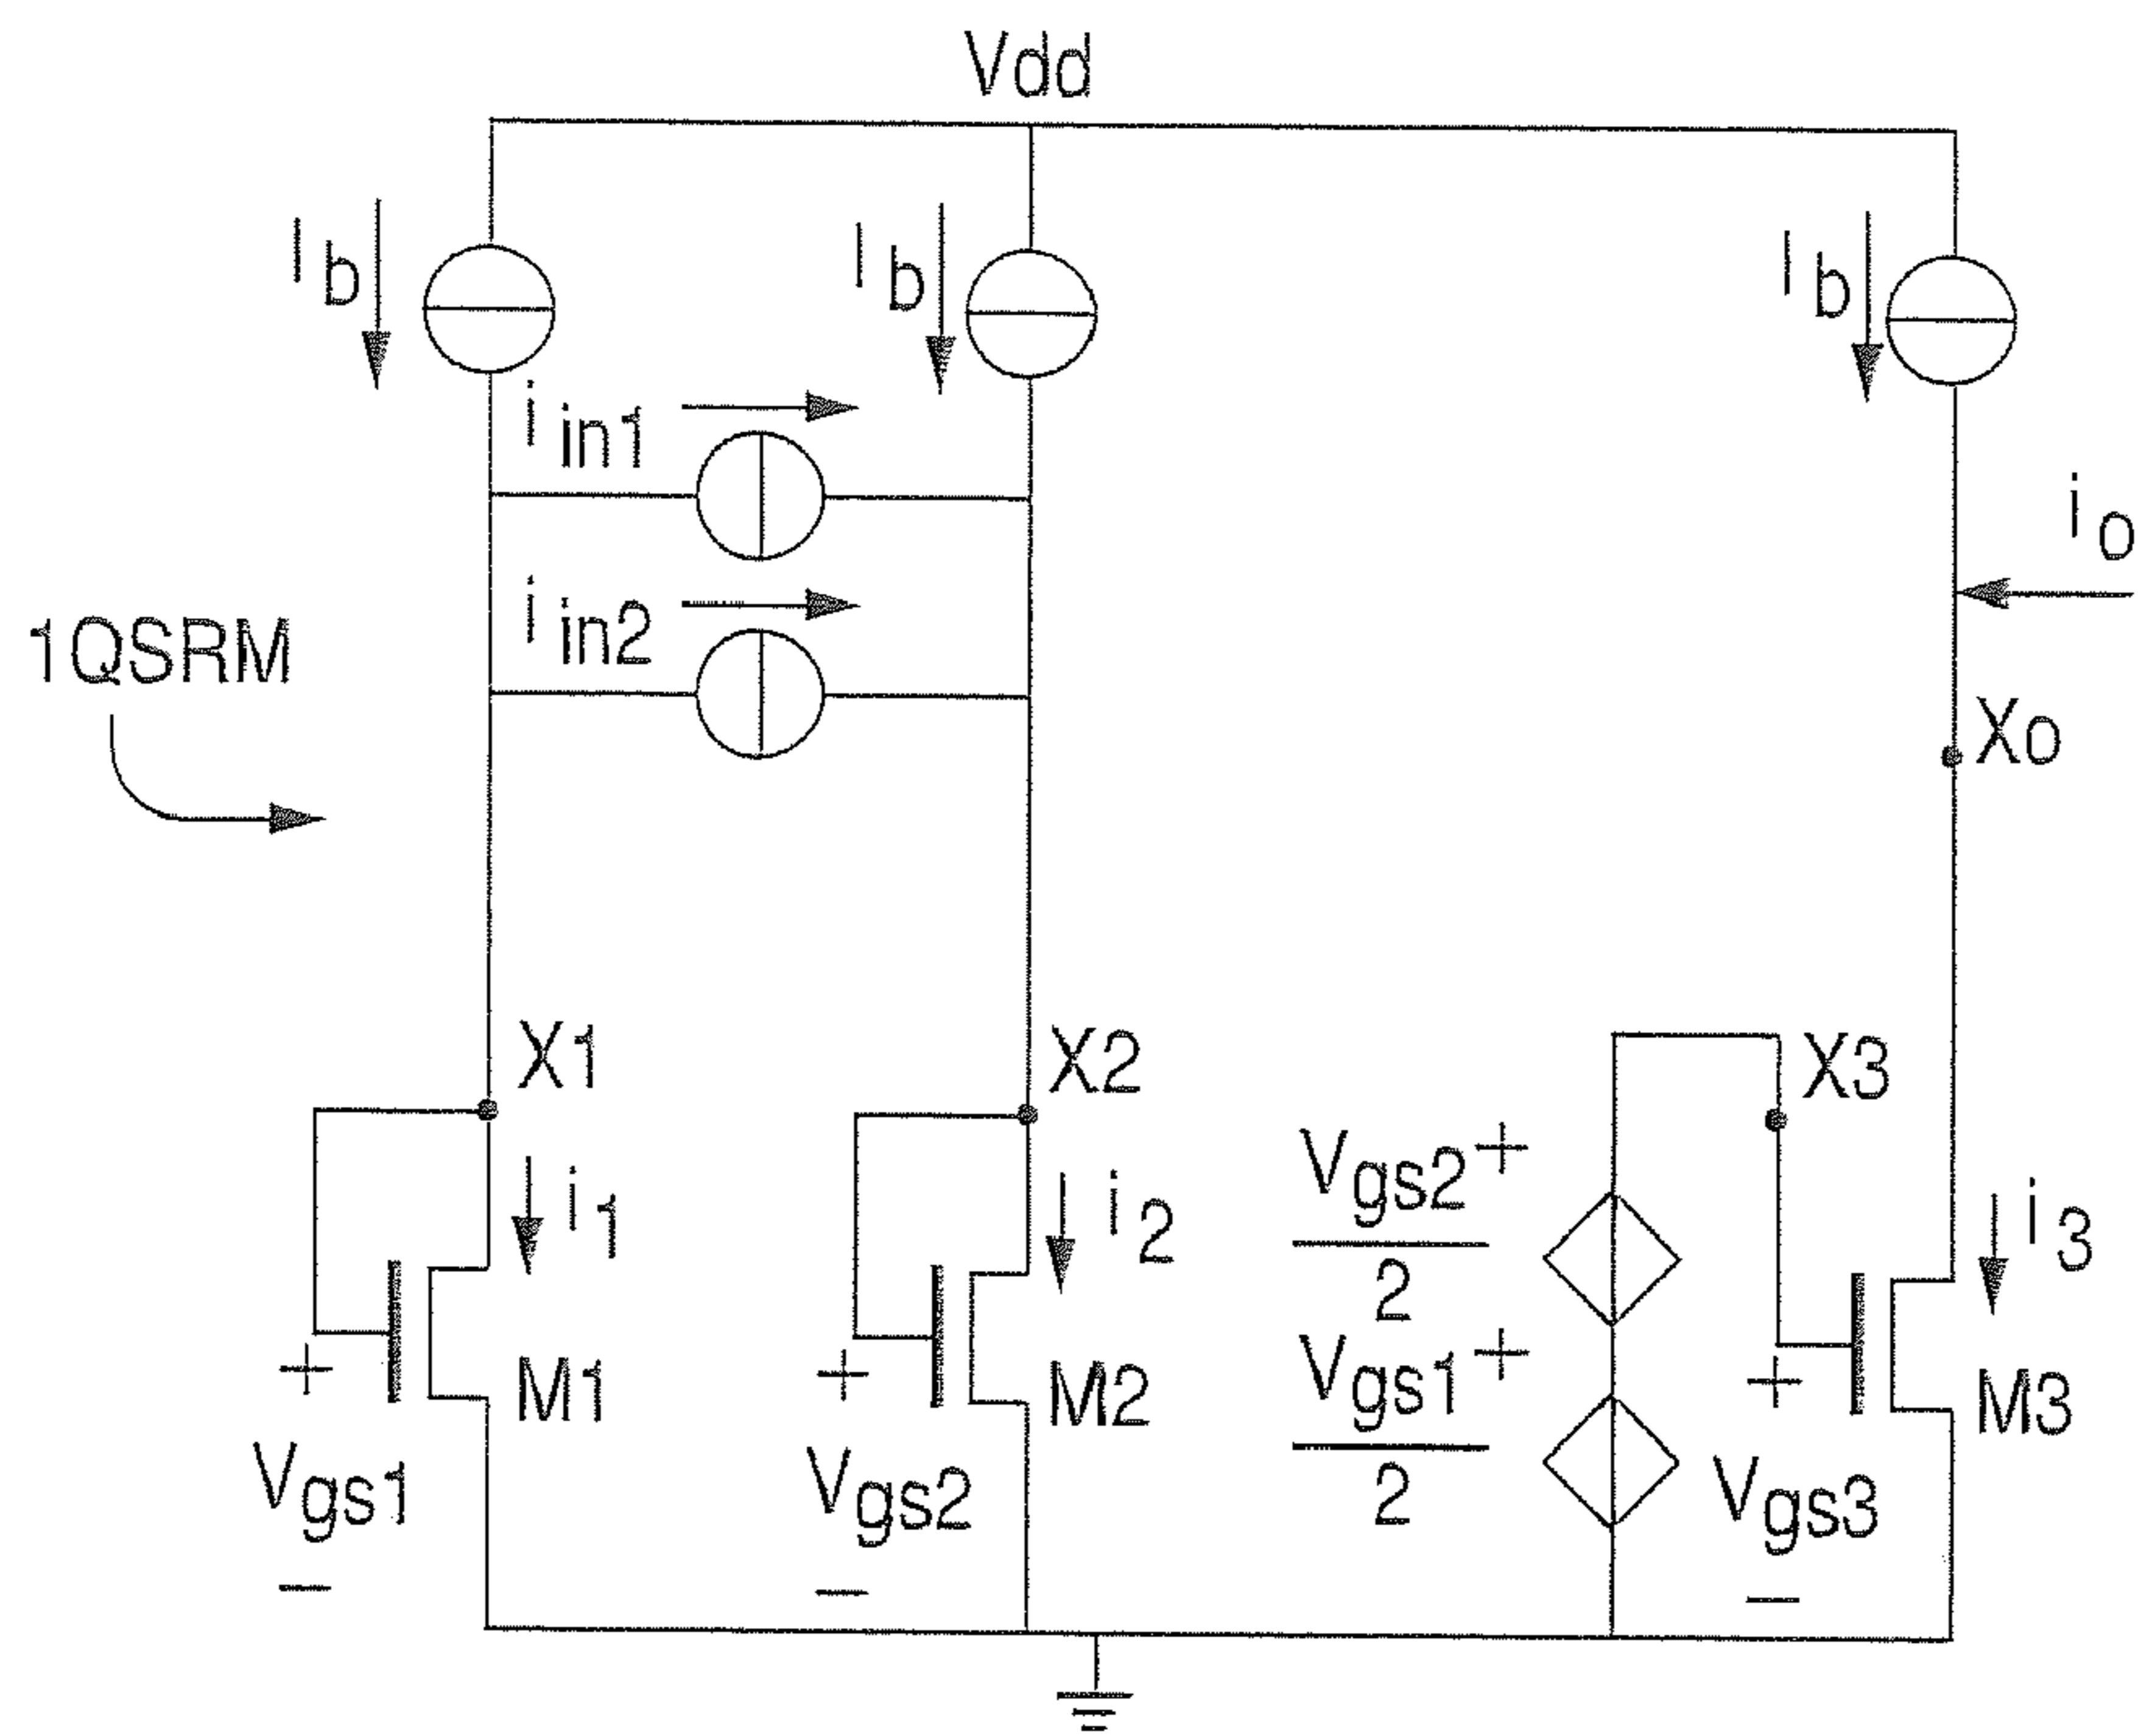 Vdd
I b
I b
I b
i in1
i o
i in2
1QSRM
Xo
X1
X2
X3
Vgs2 +
2
i 1
i 2
i 3
Vgs1 +
2
+
M1
+
M2
+
M3
Vgs1
Vgs2
Vgs3
−
−
−